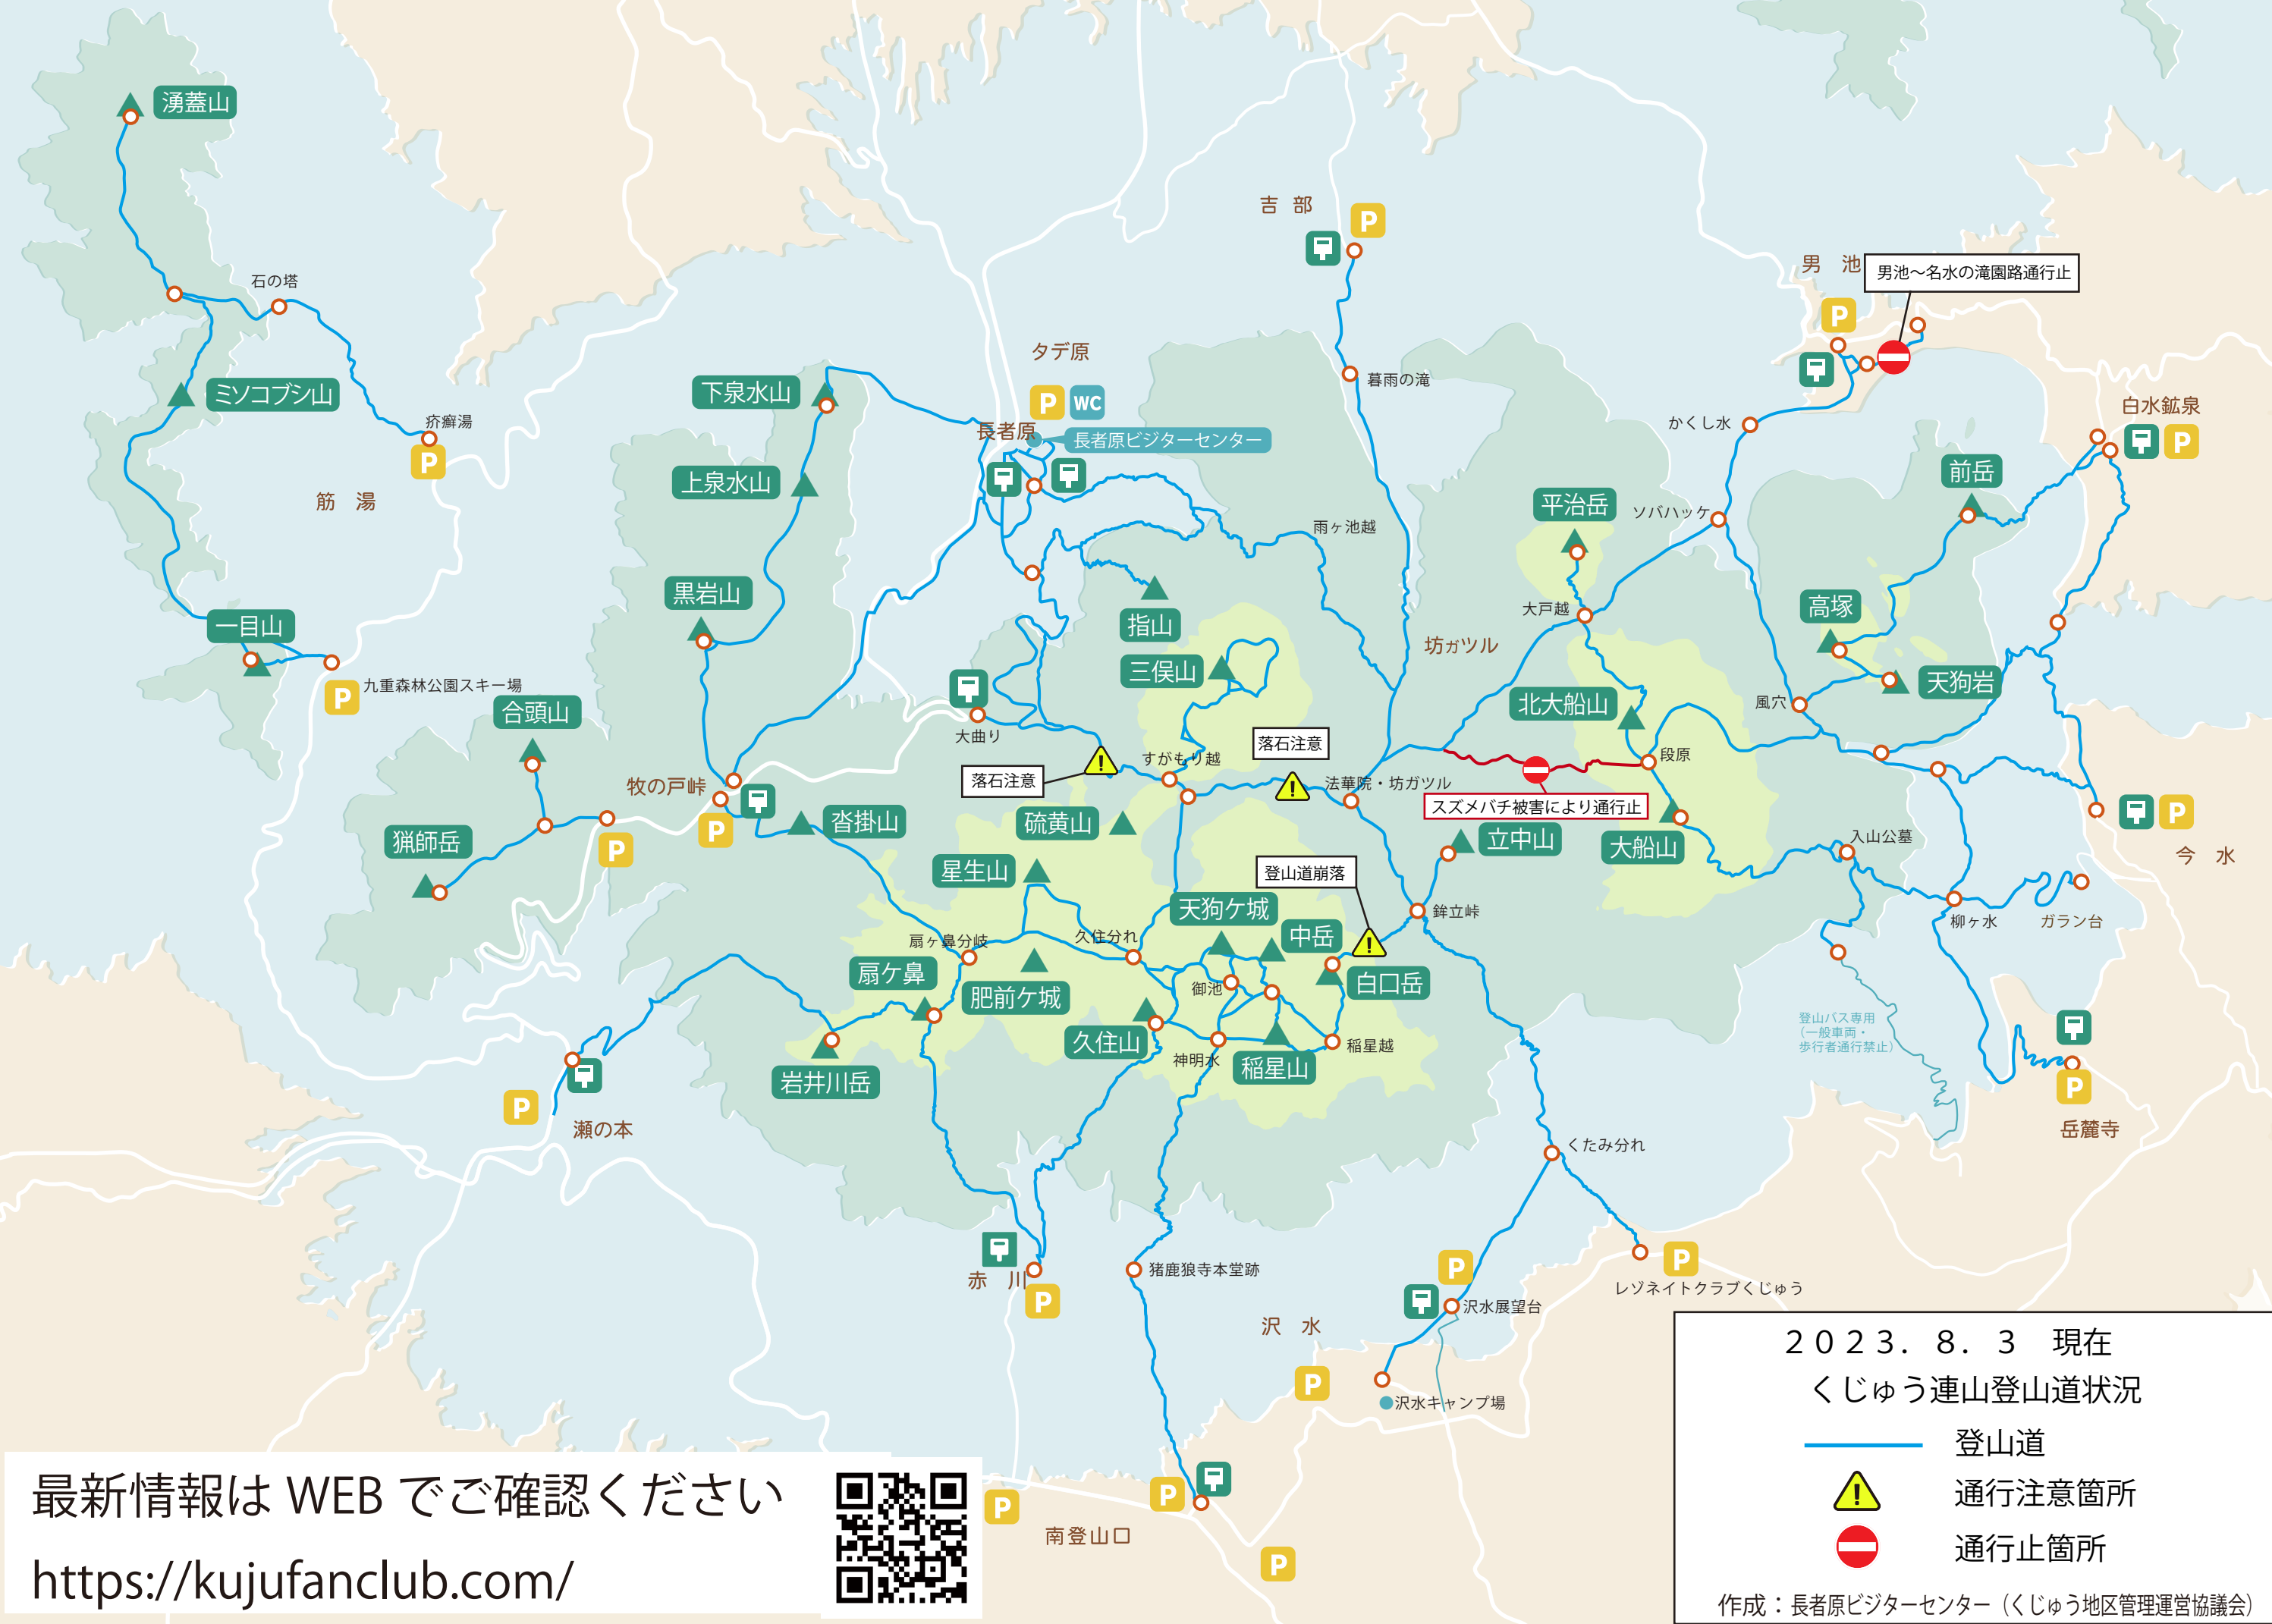 湧蓋山
石の塔
ミソコブシ山
疥癬湯
P
筋 湯
一目山
九重森林公園スキー場
P
合頭山
猟師岳
P
牧の戸峠
P
下泉水山
上泉水山
黒岩山
沓掛山
タデ原
P
WC
長者原
長者原ビジターセンター
吉 部
P
暮雨の滝
雨ヶ池越
指山
三俣山
大曲り
落石注意
すがもり越
落石注意
法華院・坊ガツル
坊ガツル
硫黄山
星生山
男 池
男池〜名水の滝園路通行止
P
かくし水
ソバハッケ
白水鉱泉
P
前岳
平治岳
大戸越
高塚
天狗岩
風穴
北大船山
段原
スズメバチ被害により通行止
大船山
立中山
入山公墓
P
今 水
柳ヶ水
ガラン台
登山道崩落
鉾立峠
天狗ケ城
中岳
白口岳
久住分れ
扇ヶ鼻分岐
扇ケ鼻
肥前ケ城
御池
久住山
神明水
稲星山
稲星越
岩井川岳
登山バス専用
(一般車両・
歩行者通行禁止)
P
岳麓寺
P
瀬の本
くたみ分れ
赤 川
P
猪鹿狼寺本堂跡
P
レゾネイトクラブくじゅう
P
沢水展望台
沢 水
P
沢水キャンプ場
P
P
南登山口
P
2023. 8. 3 現在
くじゅう連山登山道状況
登山道
通行注意箇所
通行止箇所
作成：長者原ビジターセンター（くじゅう地区管理運営協議会）
最新情報は WEB でご確認ください
https://kujufanclub.com/